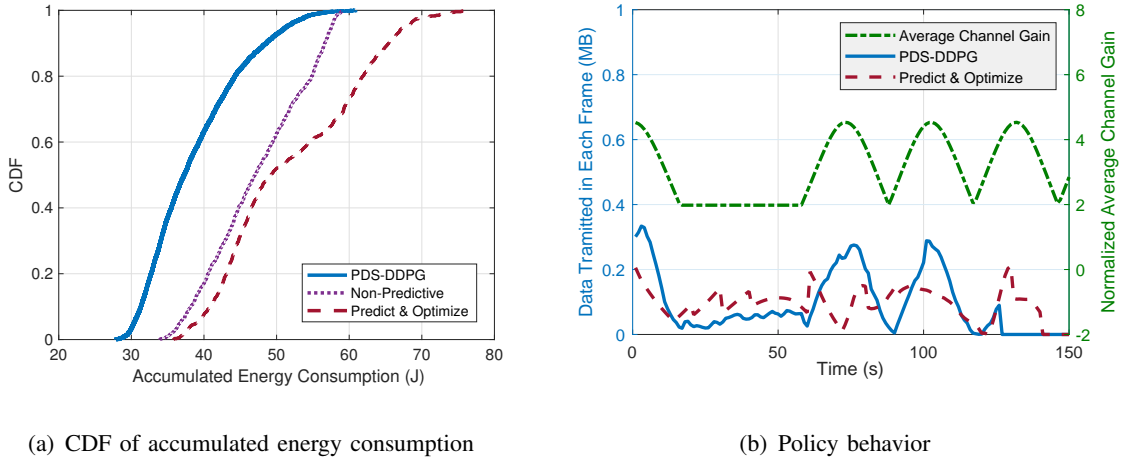 1
0.8
0.6
0.4
0.2
0
CDF
20 30 40 50 60 70 80
Accumulated Energy Consumption (J)
PDS-DDPG
Non-Predictive
Predict & Optimize
(a) CDF of accumulated energy consumption
1
0.8
0.6
0.4
0.2
0
Data Tramitted in Each Frame (MB)
0 50 100 150
Time (s)
8
6
4
2
0
-2
Normalized Average Channel Gain
Average Channel Gain
PDS-DDPG
Predict & Optimize
(b) Policy behavior